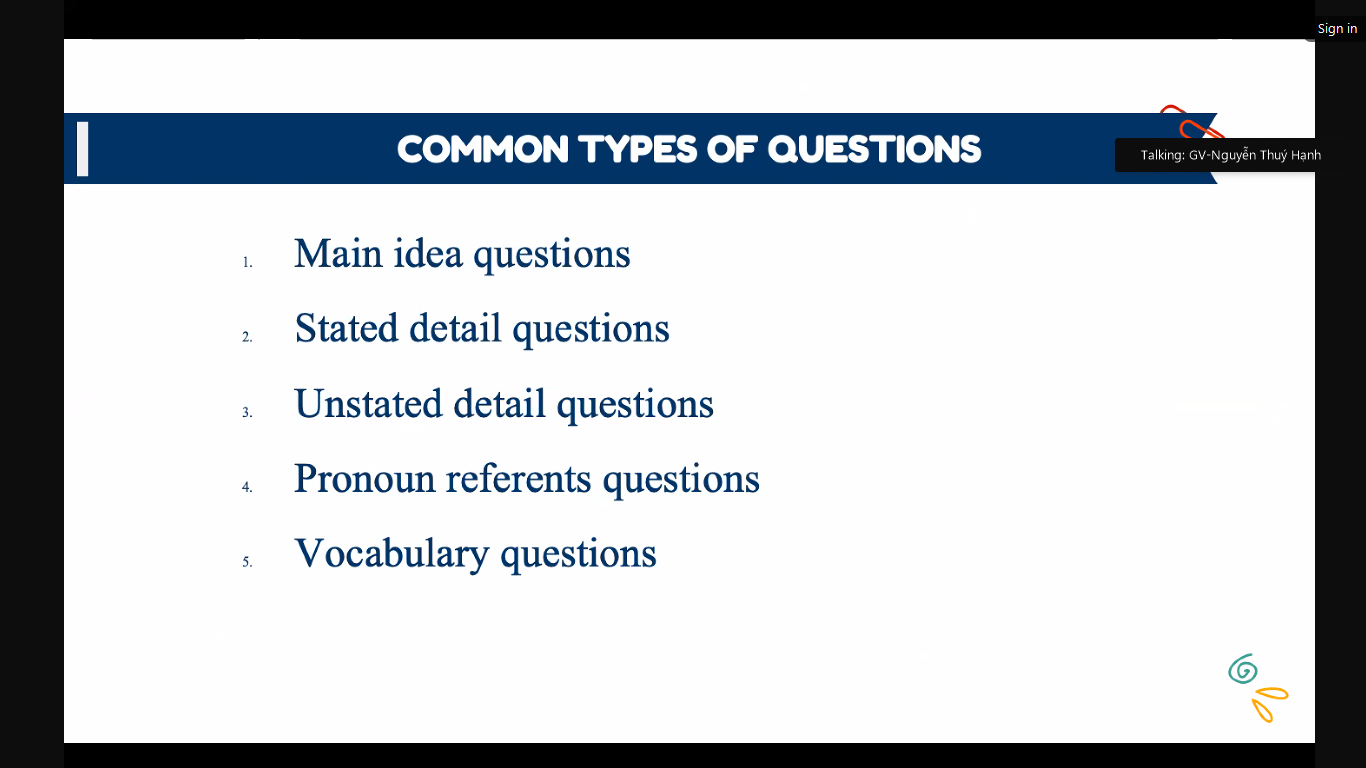 Sign in
COMMON TYPES OF QUESTIONS
Talking: GV-Nguyễn Thuý Hạnh
1. Main idea questions
2. Stated detail questions
3. Unstated detail questions
4. Pronoun referents questions
5. Vocabulary questions